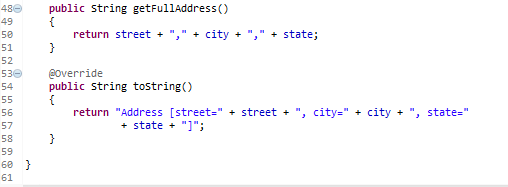 48 public String getFullAddress()
49 {
50 return street + "," + city + "," + state;
51 }
52
53 @Override
54 public String toString()
55 {
56 return "Address [street=" + street + ", city=" + city + ", state="
57 + state + "]";
58 }
59
60 }
61